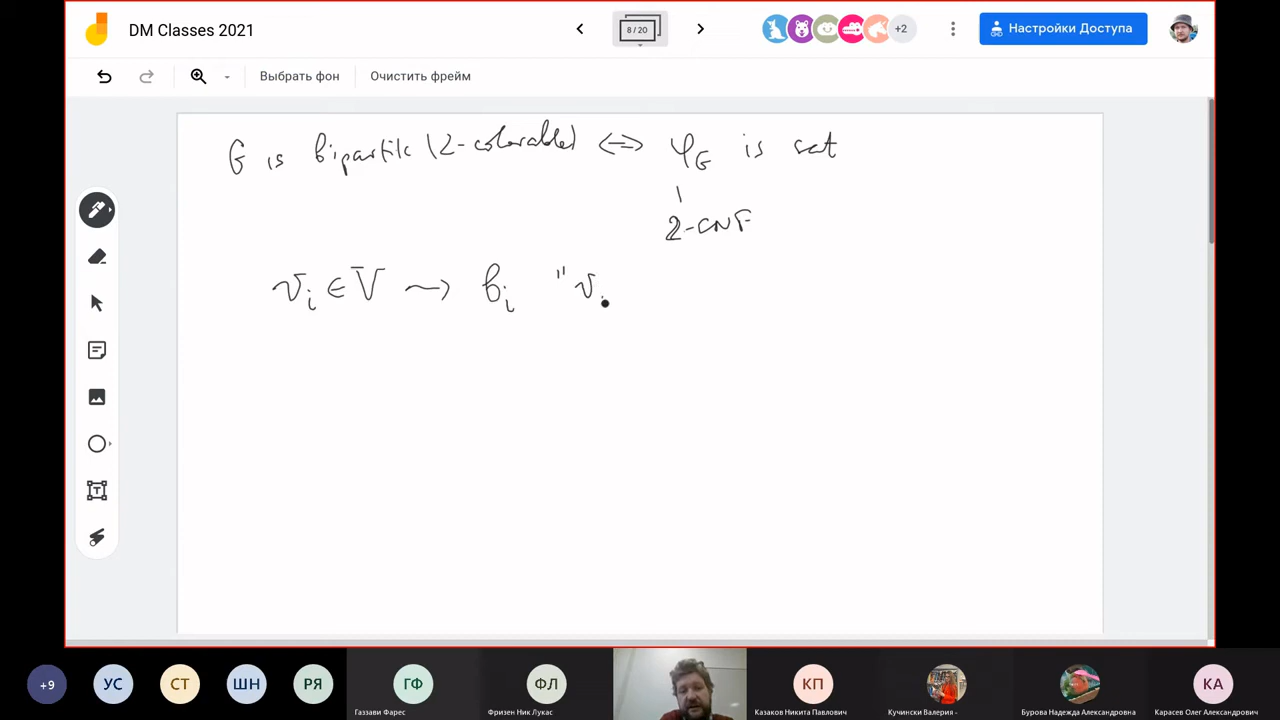 DM Classes 2021
8 / 20
+2
Настройки Доступа
Выбрать фон
Очистить фрейм
G is bipartite (2-colorable) ⇔ φ_G is sat
2-CNF
v_i ∈ V → b_i "v.
+9
УС
СТ
ШН
РЯ
ГФ
ФЛ
КП
КА
Газзави Фарес
Фризен Ник Лукас
Казаков Никита Павлович
Кучински Валерия -
Бурова Надежда Александровна
Карасев Олег Александрович